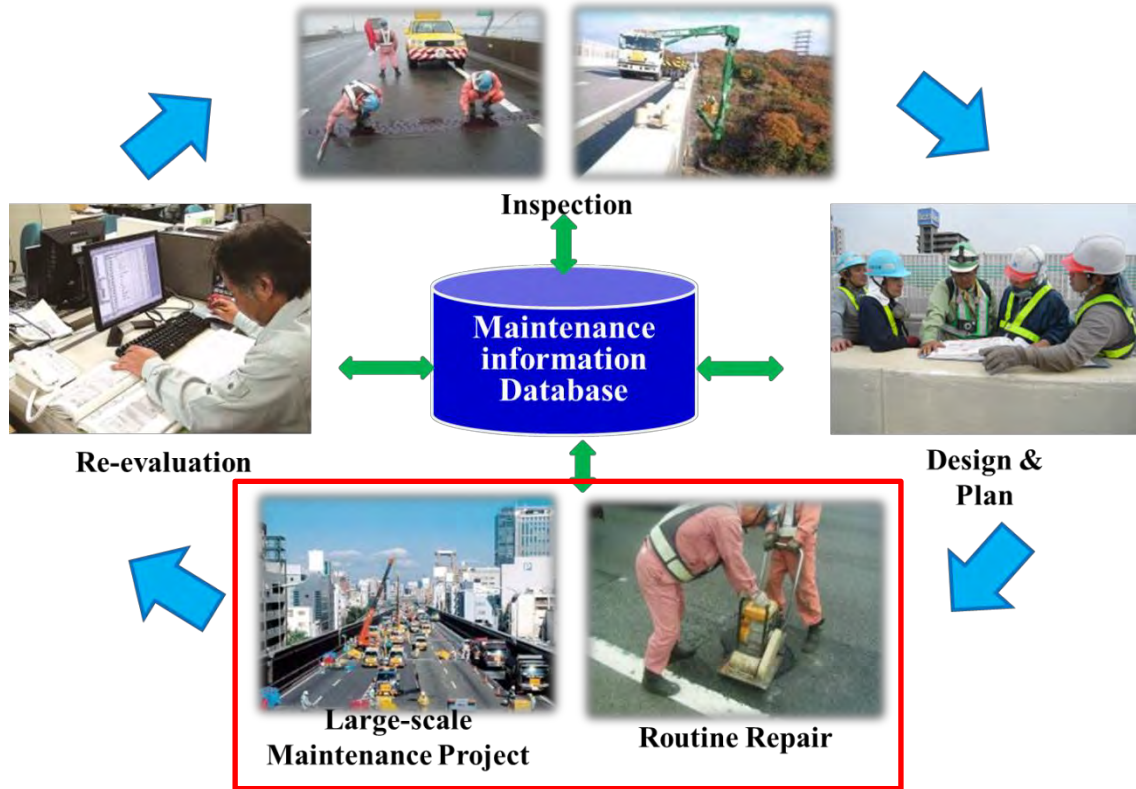 Inspection
Maintenance
information
Database
Re-evaluation
Design &
Plan
Large-scale
Maintenance Project
Routine Repair